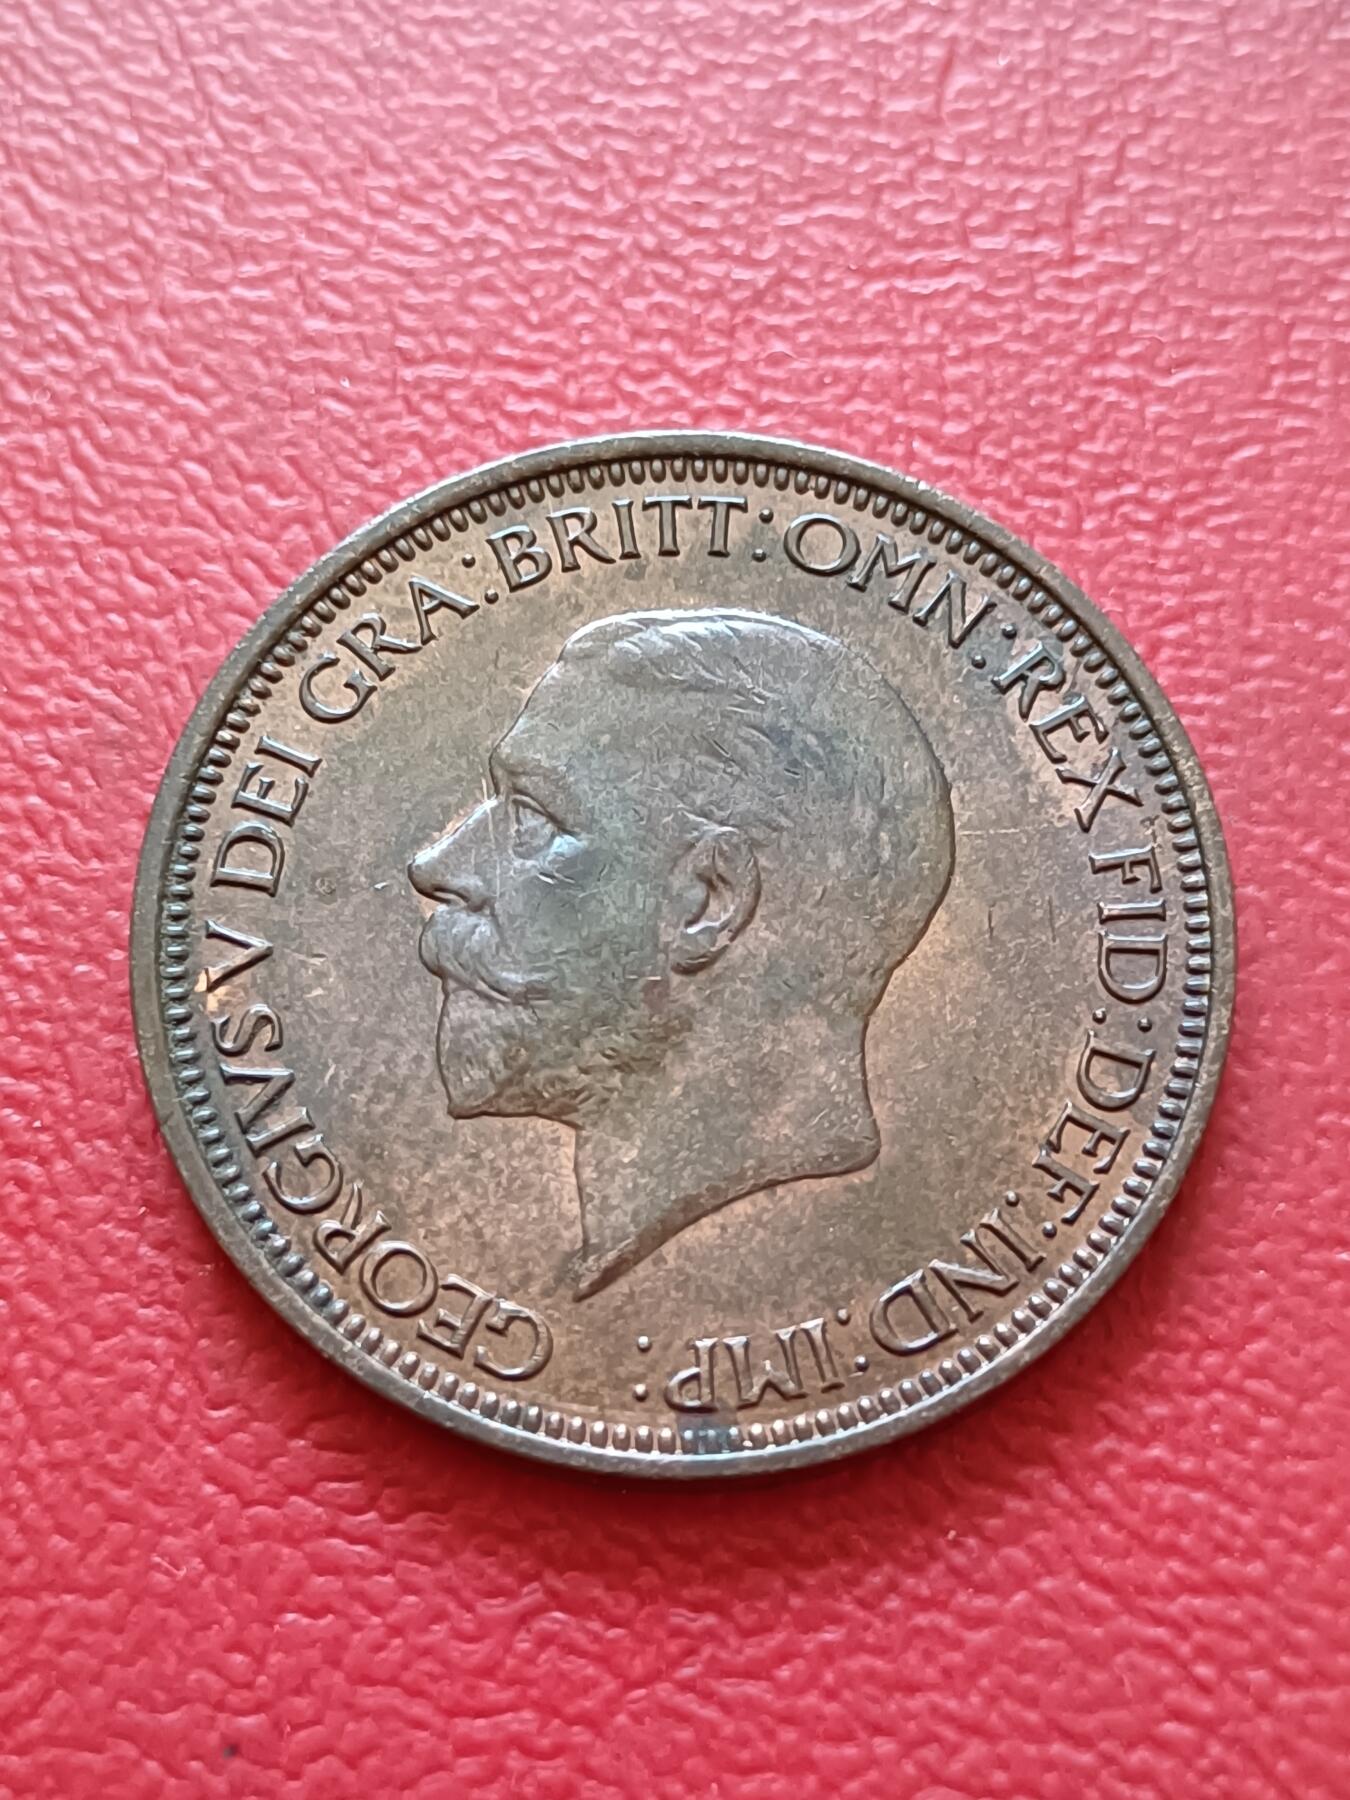 GEORGIVS V DEI GRA: BRITT: OMN: REX FID: DEF: IND: IMP: